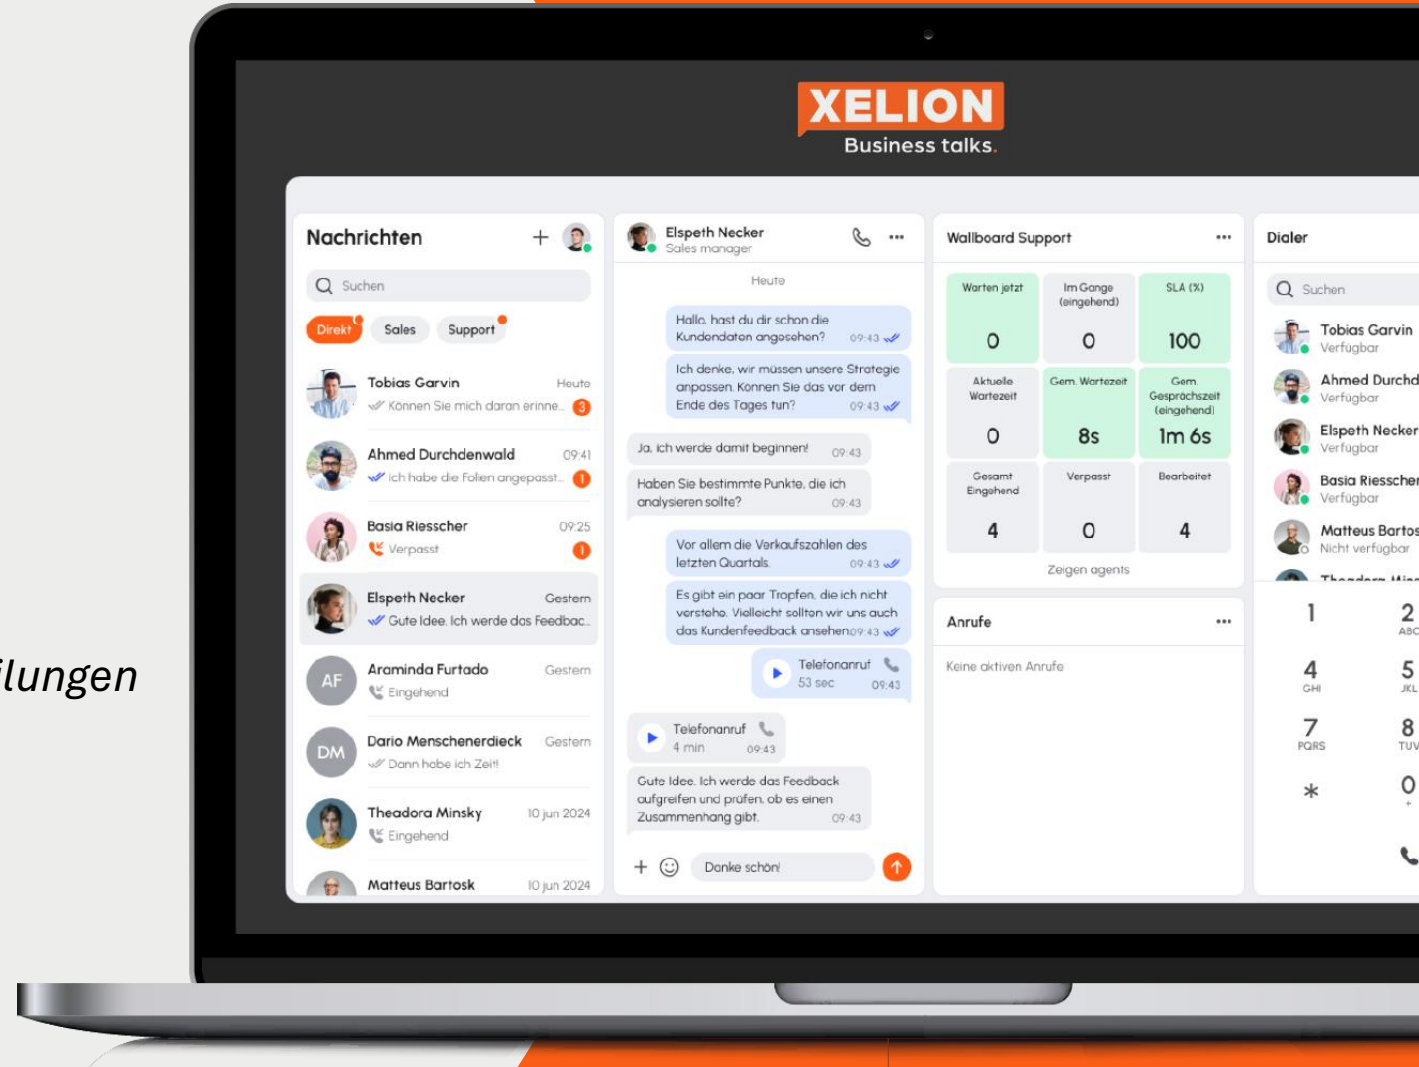 XELION
Business talks.
Nachrichten
Suchen
Direkt Sales Support
Tobias Garvin Heute
Können Sie mich daran erinne... 3
Ahmed Durchdenwald 09:41
Ich habe die Folien angepasst... 1
Basia Riesscher 09:25
Verpasst 1
Elspeth Necker Gestern
Gute Idee. Ich werde das Feedbac...
AF
Araminda Furtado Gestern
Eingehend
DM
Dario Menschenerdieck Gestern
Dann habe ich Zeit!
Theadora Minsky 10 jun 2024
Eingehend
Matteus Bartosk 10 jun 2024
Elspeth Necker
Sales manager
Heute
Hallo, hast du dir schon die
Kundendaten angesehen? 09:43
Ich denke, wir müssen unsere Strategie
anpassen. Können Sie das vor dem
Ende des Tages tun? 09:43
Ja, ich werde damit beginnen! 09:43
Haben Sie bestimmte Punkte, die ich
analysieren sollte? 09:43
Vor allem die Verkaufszahlen des
letzten Quartals. 09:43
Es gibt ein paar Tropfen, die ich nicht
verstehe. Vielleicht sollten wir uns auch
das Kundenfeedback ansehen. 09:43
Telefonanruf
53 sec 09:43
Telefonanruf
4 min 09:43
Gute Idee. Ich werde das Feedback
aufgreifen und prüfen, ob es einen
Zusammenhang gibt. 09:43
Danke schön!
Wallboard Support
Warten jetzt
0
Im Gange
(eingehend)
0
SLA (%)
100
Aktuelle
Wartezeit
0
Gem. Wartezeit
8s
Gem.
Gesprächszeit
(eingehend)
1m 6s
Gesamt
Eingehend
4
Verpasst
0
Bearbeitet
4
Zeigen agents
Anrufe
Keine aktiven Anrufe
Dialer
Suchen
Tobias Garvin
Verfügbar
Ahmed Durchd
Verfügbar
Elspeth Necker
Verfügbar
Basia Riesscher
Verfügbar
Matteus Bartos
Nicht verfügbar
1 2
ABC
4 5
GHI JKL
7 8
PQRS TUV
* 0
+
ilungen